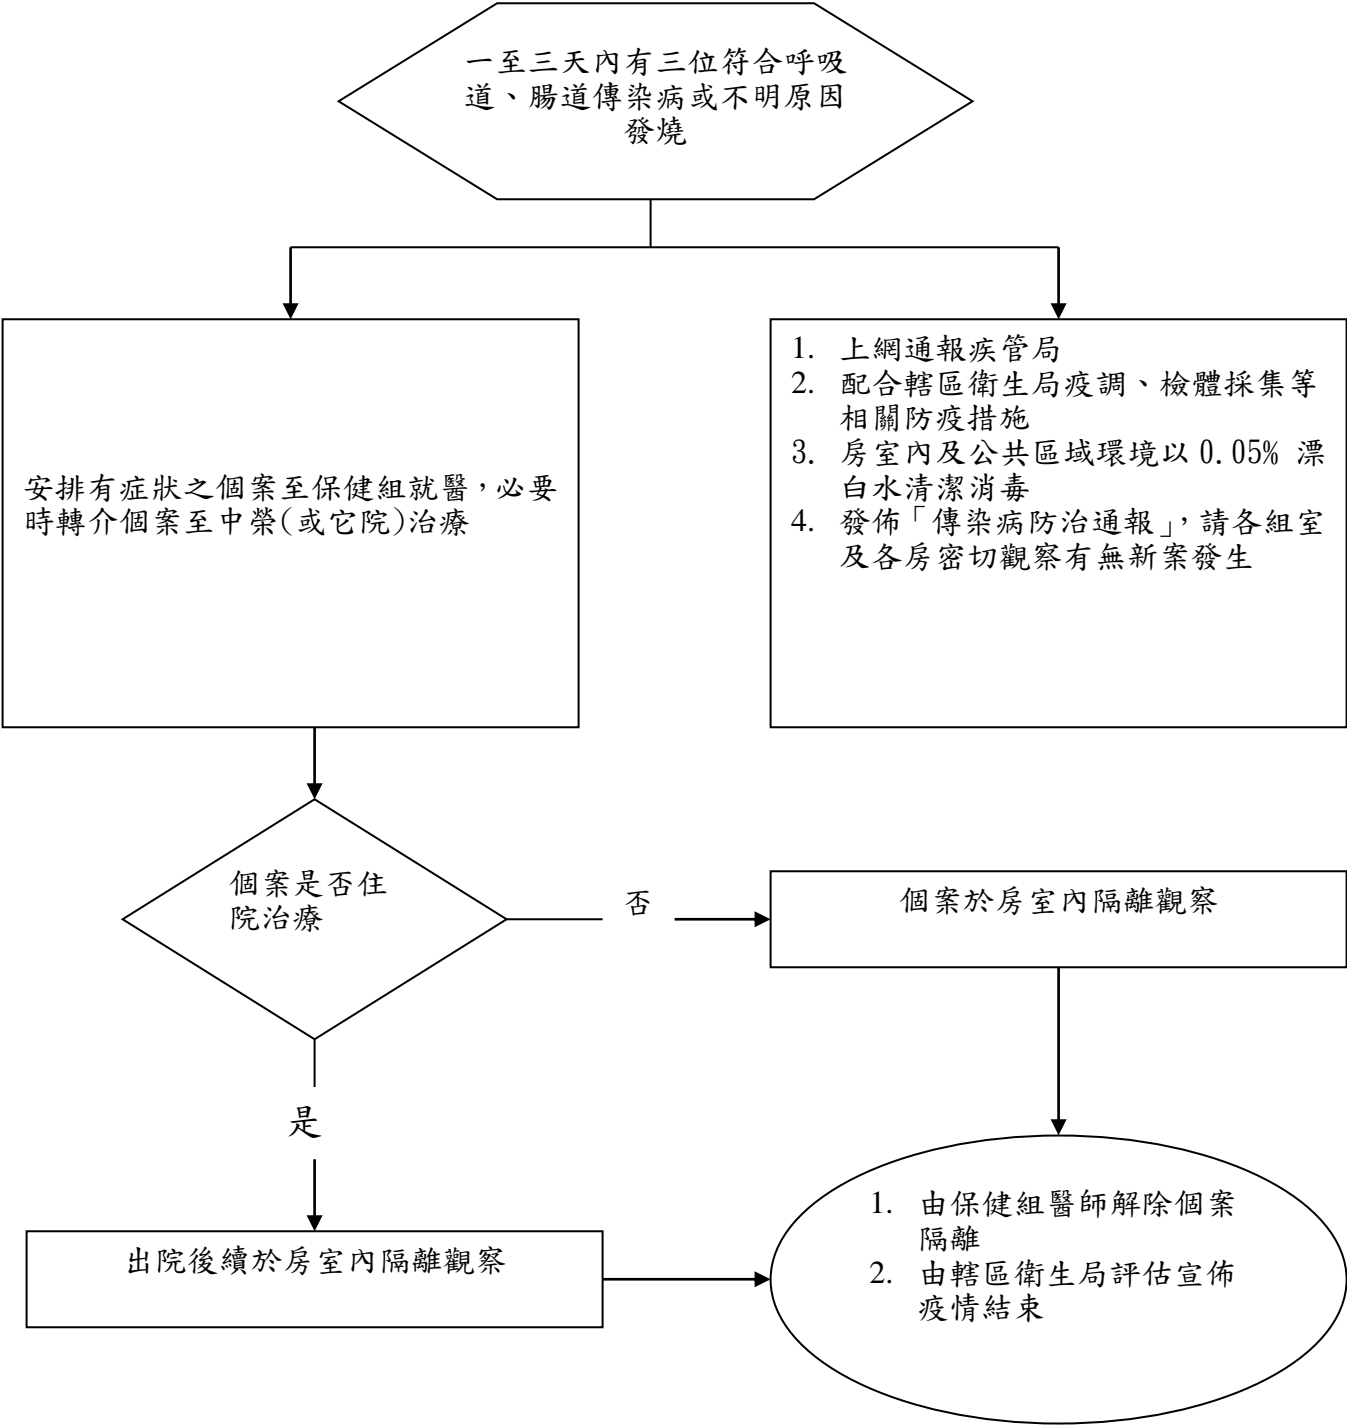 一至三天內有三位符合呼吸
道、腸道傳染病或不明原因
發燒
安排有症狀之個案至保健組就醫，必要
時轉介個案至中榮(或它院)治療
1. 上網通報疾管局
2. 配合轄區衛生局疫調、檢體採集等
相關防疫措施
3. 房室內及公共區域環境以 0.05% 漂
白水清潔消毒
4. 發佈「傳染病防治通報」，請各組室
及各房密切觀察有無新案發生
個案是否住
院治療
否
個案於房室內隔離觀察
是
出院後續於房室內隔離觀察
1. 由保健組醫師解除個案
隔離
2. 由轄區衛生局評估宣佈
疫情結束